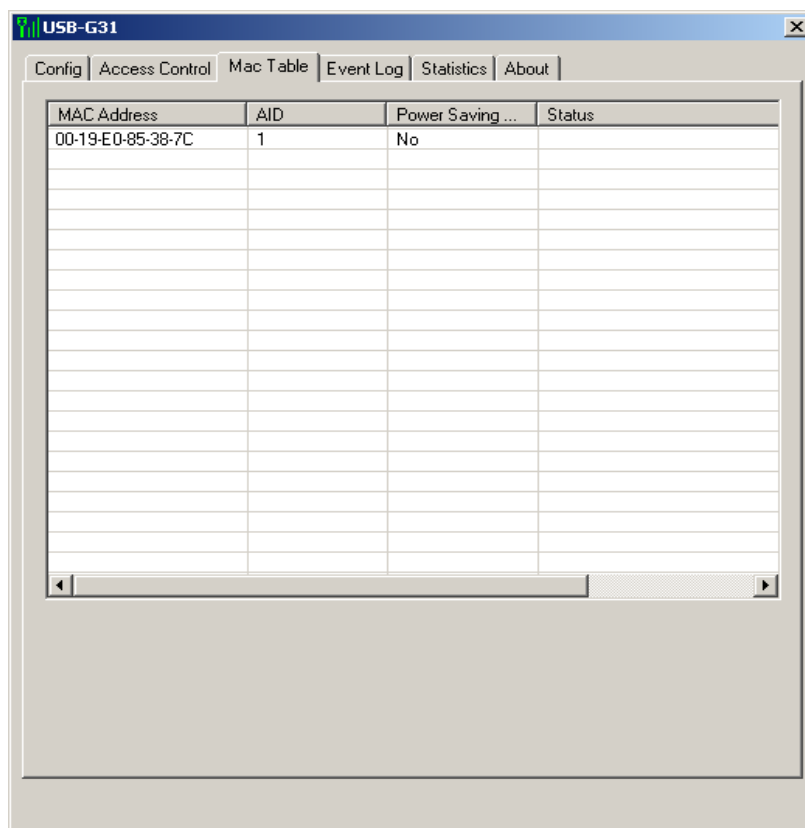 USB-G31
Config Access Control Mac Table Event Log Statistics About
MAC Address AID Power Saving ... Status
00-19-E0-85-38-7C 1 No